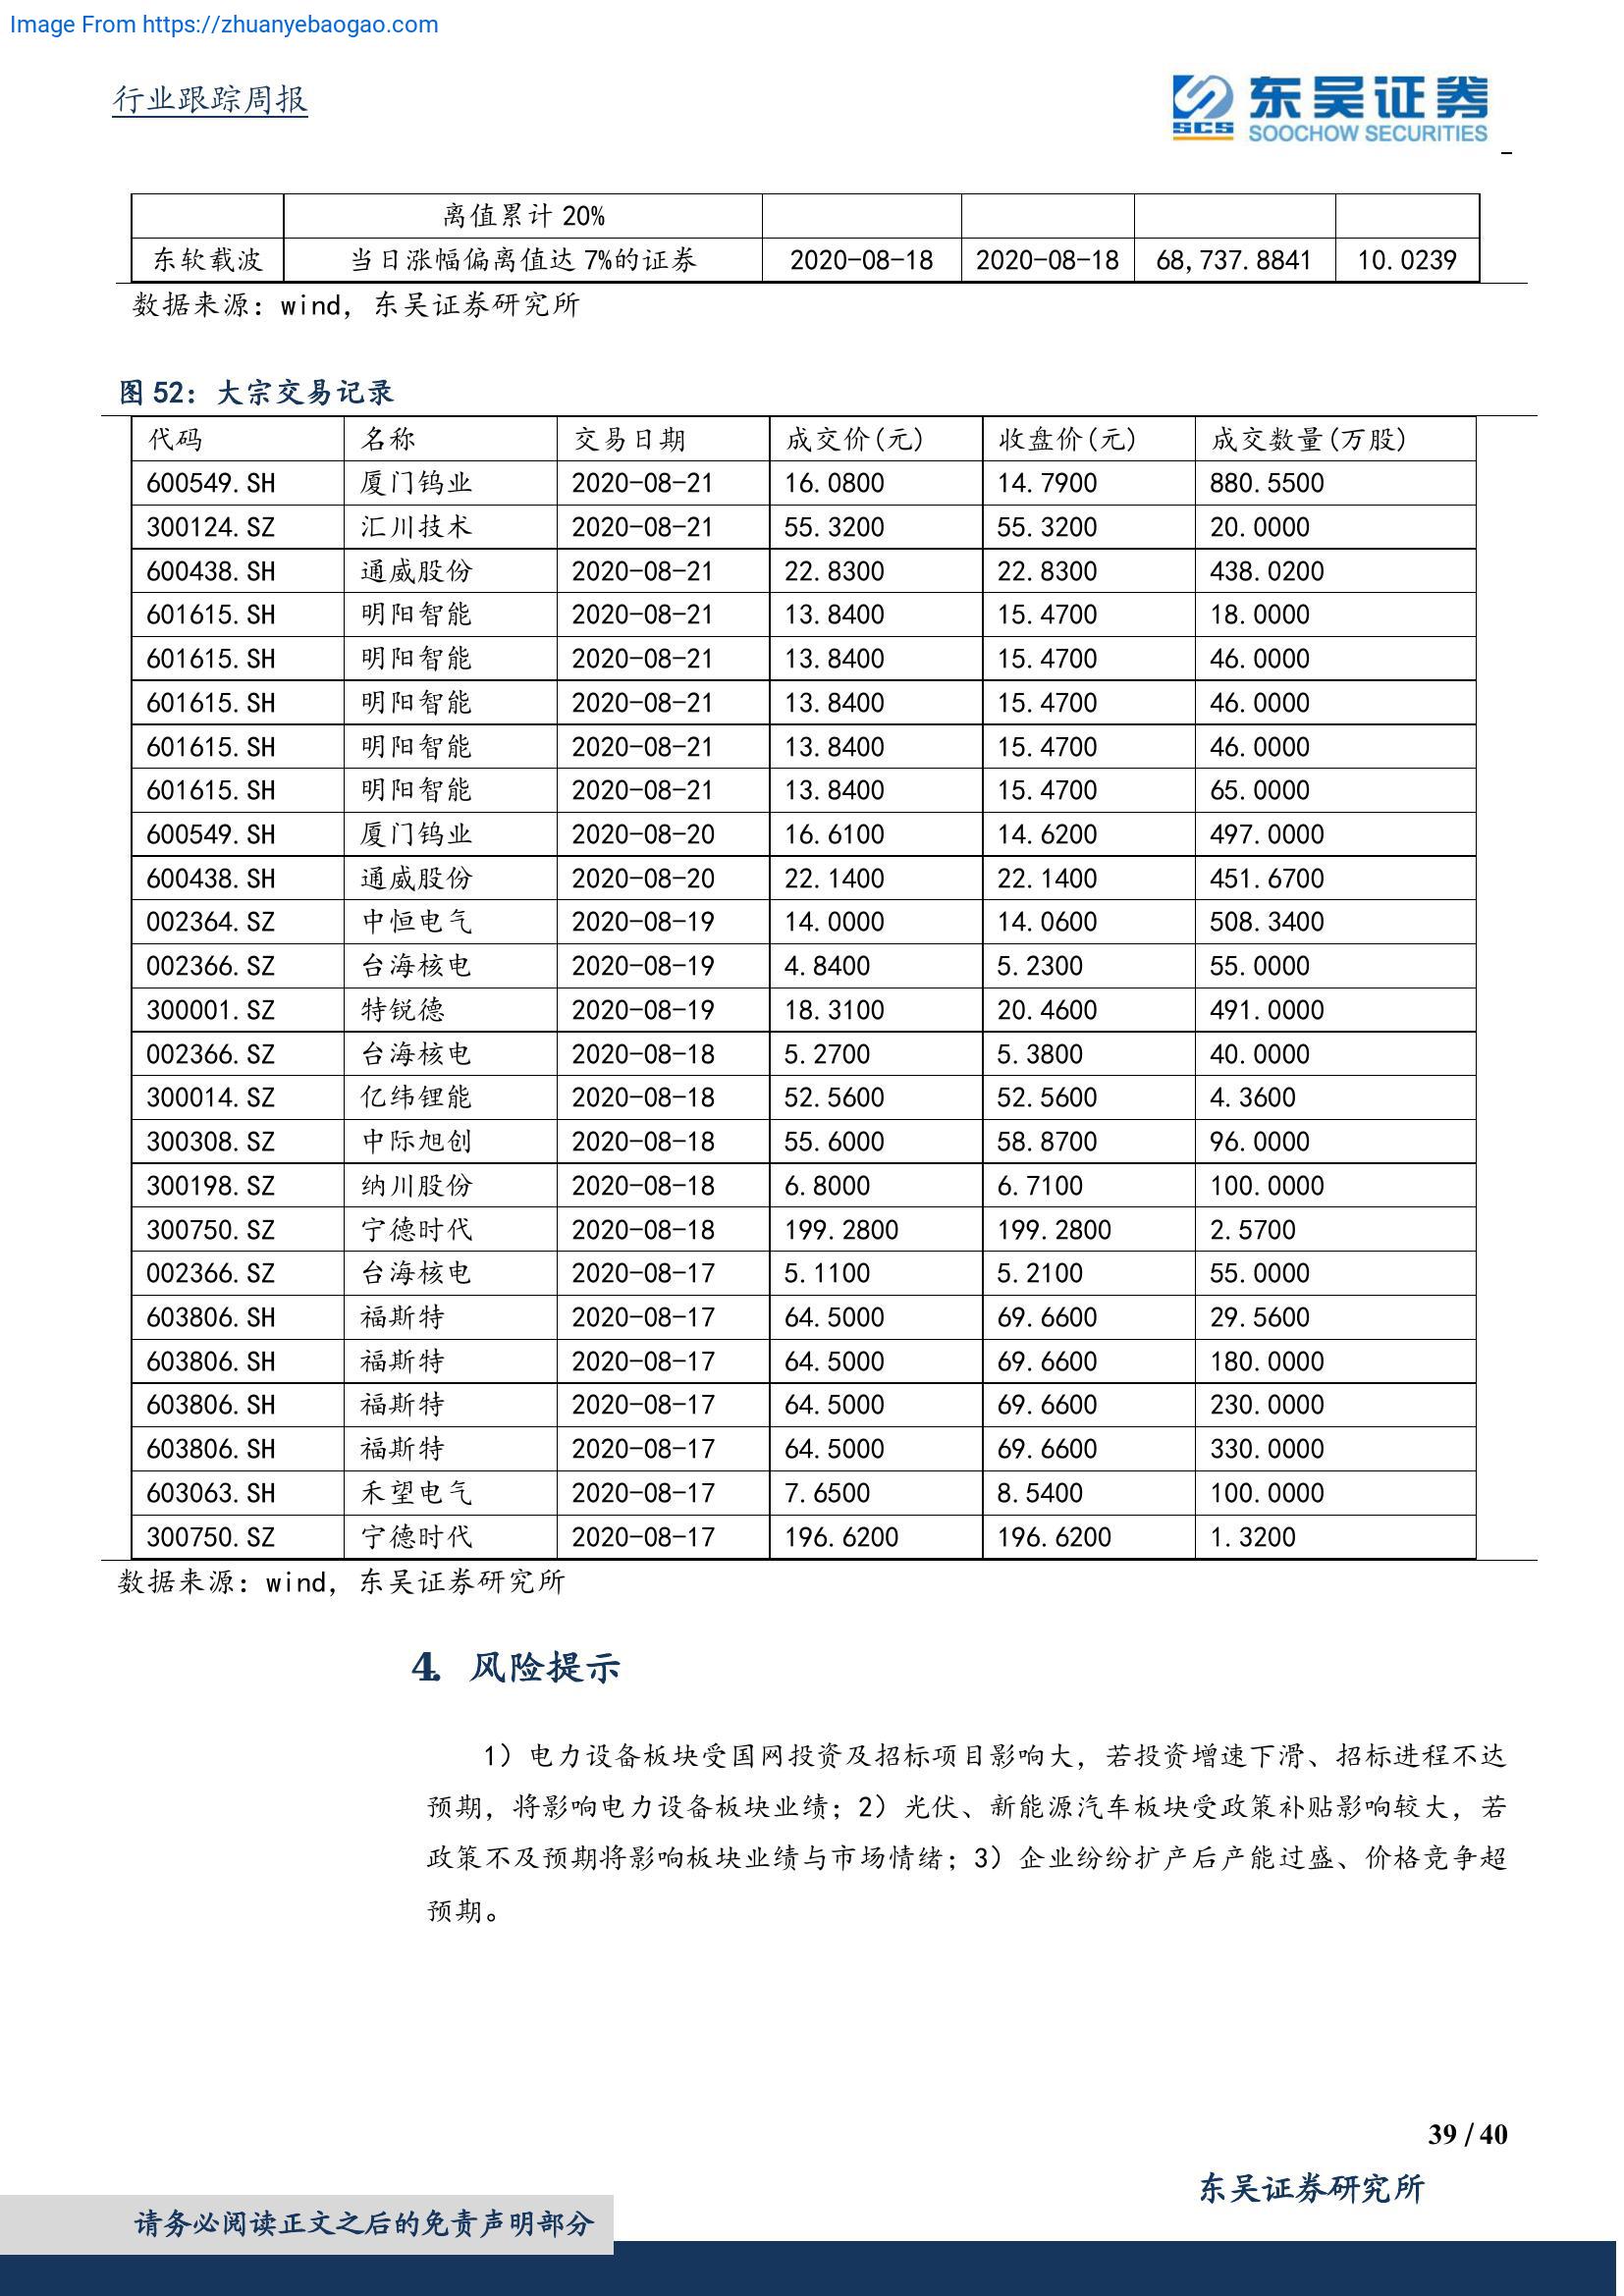 Image From https://zhuanyebaogao.com
行业跟踪周报
SCS 东吴证券
SOOCHOW SECURITIES
离值累计 20%
东软载波 当日涨幅偏离值达 7%的证券 2020-08-18 2020-08-18 68,737.8841 10.0239
数据来源：wind，东吴证券研究所
图 52：大宗交易记录
代码 名称 交易日期 成交价(元) 收盘价(元) 成交数量(万股)
600549.SH 厦门钨业 2020-08-21 16.0800 14.7900 880.5500
300124.SZ 汇川技术 2020-08-21 55.3200 55.3200 20.0000
600438.SH 通威股份 2020-08-21 22.8300 22.8300 438.0200
601615.SH 明阳智能 2020-08-21 13.8400 15.4700 18.0000
601615.SH 明阳智能 2020-08-21 13.8400 15.4700 46.0000
601615.SH 明阳智能 2020-08-21 13.8400 15.4700 46.0000
601615.SH 明阳智能 2020-08-21 13.8400 15.4700 46.0000
601615.SH 明阳智能 2020-08-21 13.8400 15.4700 65.0000
600549.SH 厦门钨业 2020-08-20 16.6100 14.6200 497.0000
600438.SH 通威股份 2020-08-20 22.1400 22.1400 451.6700
002364.SZ 中恒电气 2020-08-19 14.0000 14.0600 508.3400
002366.SZ 台海核电 2020-08-19 4.8400 5.2300 55.0000
300001.SZ 特锐德 2020-08-19 18.3100 20.4600 491.0000
002366.SZ 台海核电 2020-08-18 5.2700 5.3800 40.0000
300014.SZ 亿纬锂能 2020-08-18 52.5600 52.5600 4.3600
300308.SZ 中际旭创 2020-08-18 55.6000 58.8700 96.0000
300198.SZ 纳川股份 2020-08-18 6.8000 6.7100 100.0000
300750.SZ 宁德时代 2020-08-18 199.2800 199.2800 2.5700
002366.SZ 台海核电 2020-08-17 5.1100 5.2100 55.0000
603806.SH 福斯特 2020-08-17 64.5000 69.6600 29.5600
603806.SH 福斯特 2020-08-17 64.5000 69.6600 180.0000
603806.SH 福斯特 2020-08-17 64.5000 69.6600 230.0000
603806.SH 福斯特 2020-08-17 64.5000 69.6600 330.0000
603063.SH 禾望电气 2020-08-17 7.6500 8.5400 100.0000
300750.SZ 宁德时代 2020-08-17 196.6200 196.6200 1.3200
数据来源：wind，东吴证券研究所
4. 风险提示
1）电力设备板块受国网投资及招标项目影响大，若投资增速下滑、招标进程不达
预期，将影响电力设备板块业绩；2）光伏、新能源汽车板块受政策补贴影响较大，若
政策不及预期将影响板块业绩与市场情绪；3）企业纷纷扩产后产能过盛、价格竞争超
预期。
39 / 40
东吴证券研究所
请务必阅读正文之后的免责声明部分